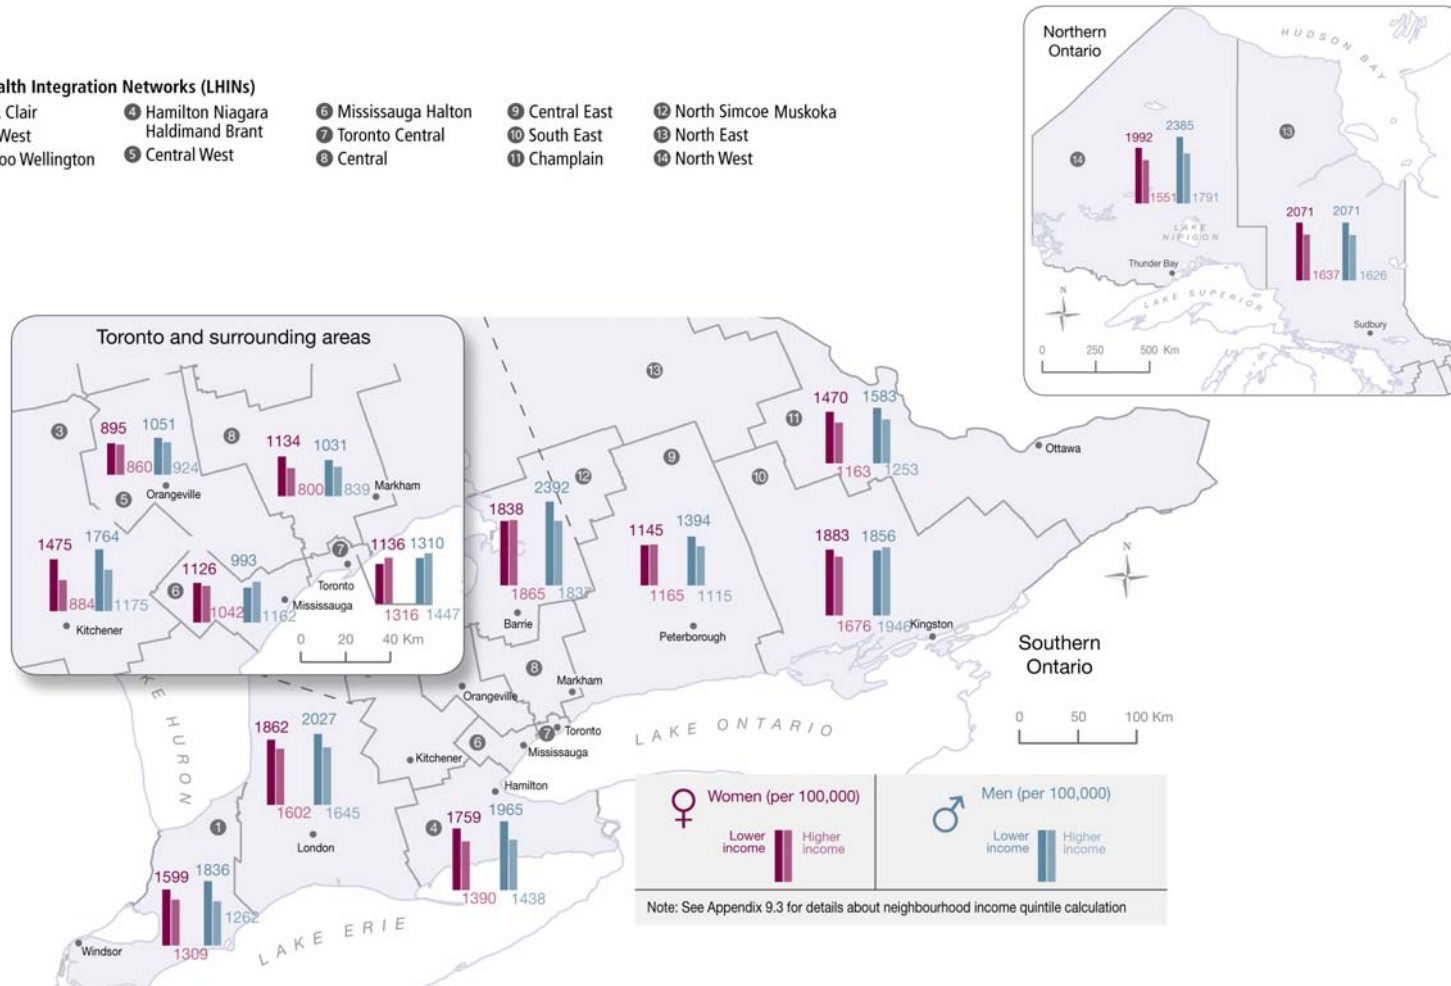 alth Integration Networks (LHINs)
. Clair
West
oo Wellington
4 Hamilton Niagara
Haldimand Brant
5 Central West
6 Mississauga Halton
7 Toronto Central
8 Central
9 Central East
10 South East
11 Champlain
12 North Simcoe Muskoka
13 North East
14 North West
Northern
Ontario
HUDSON BAY
13
14
1992
2385
1551
1791
2071
2071
1637
1626
LAKE
NIPIGON
Thunder Bay
LAKE SUPERIOR
Sudbury
N
0 250 500 Km
Toronto and surrounding areas
3
895
1051
860
924
Orangeville
5
8
1134
1031
800
839
Markham
1475
1764
884
1175
Kitchener
6
1126
993
1042
1162
Mississauga
7
Toronto
1136
1310
1316
1447
0 20 40 Km
13
11
1470
1583
1163
1253
Ottawa
12
9
10
1838
2392
1865
1837
Barrie
1145
1394
1165
1115
Peterborough
1883
1856
1676
1946
Kingston
N
Southern
Ontario
0 50 100 Km
8
Markham
Orangeville
7
Toronto
6
Mississauga
Kitchener
Hamilton
LAKE ONTARIO
KE HURON
1862
2027
1602
1645
London
4
1759
1965
1390
1438
1
1599
1836
1262
1309
Windsor
LAKE ERIE
Women (per 100,000)
Lower
income
Higher
income
Men (per 100,000)
Lower
income
Higher
income
Note: See Appendix 9.3 for details about neighbourhood income quintile calculation